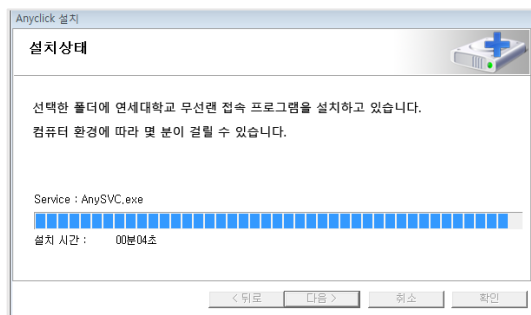 Anyclick 설치
설치상태
선택한 폴더에 연세대학교 무선랜 접속 프로그램을 설치하고 있습니다.
컴퓨터 환경에 따라 몇 분이 걸릴 수 있습니다.
Service : AnySVC.exe
설치 시간 : 00분04초
< 뒤로 다음 > 취소 확인